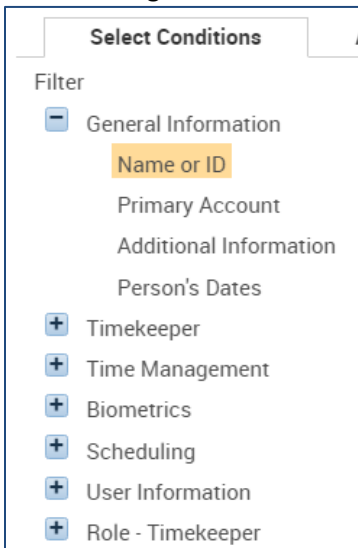 Select Conditions
Filter
General Information
Name or ID
Primary Account
Additional Information
Person's Dates
Timekeeper
Time Management
Biometrics
Scheduling
User Information
Role - Timekeeper